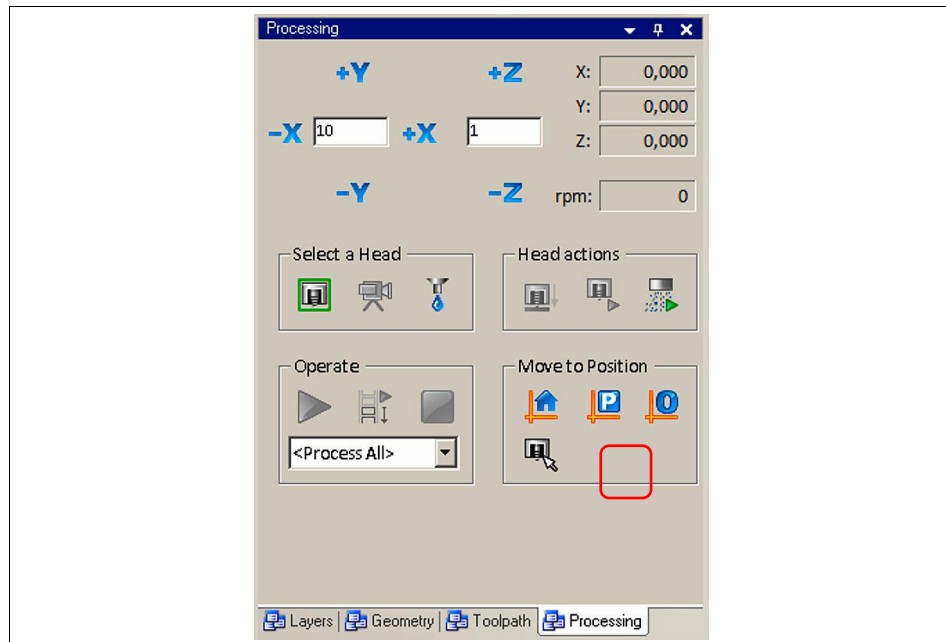 Processing
+Y +Z X: 0,000
Y: 0,000
-X 10 +X 1
Z: 0,000
-Y -Z rpm: 0
Select a Head Head actions
Operate Move to Position
P 0
<Process All>
Layers Geometry Toolpath Processing